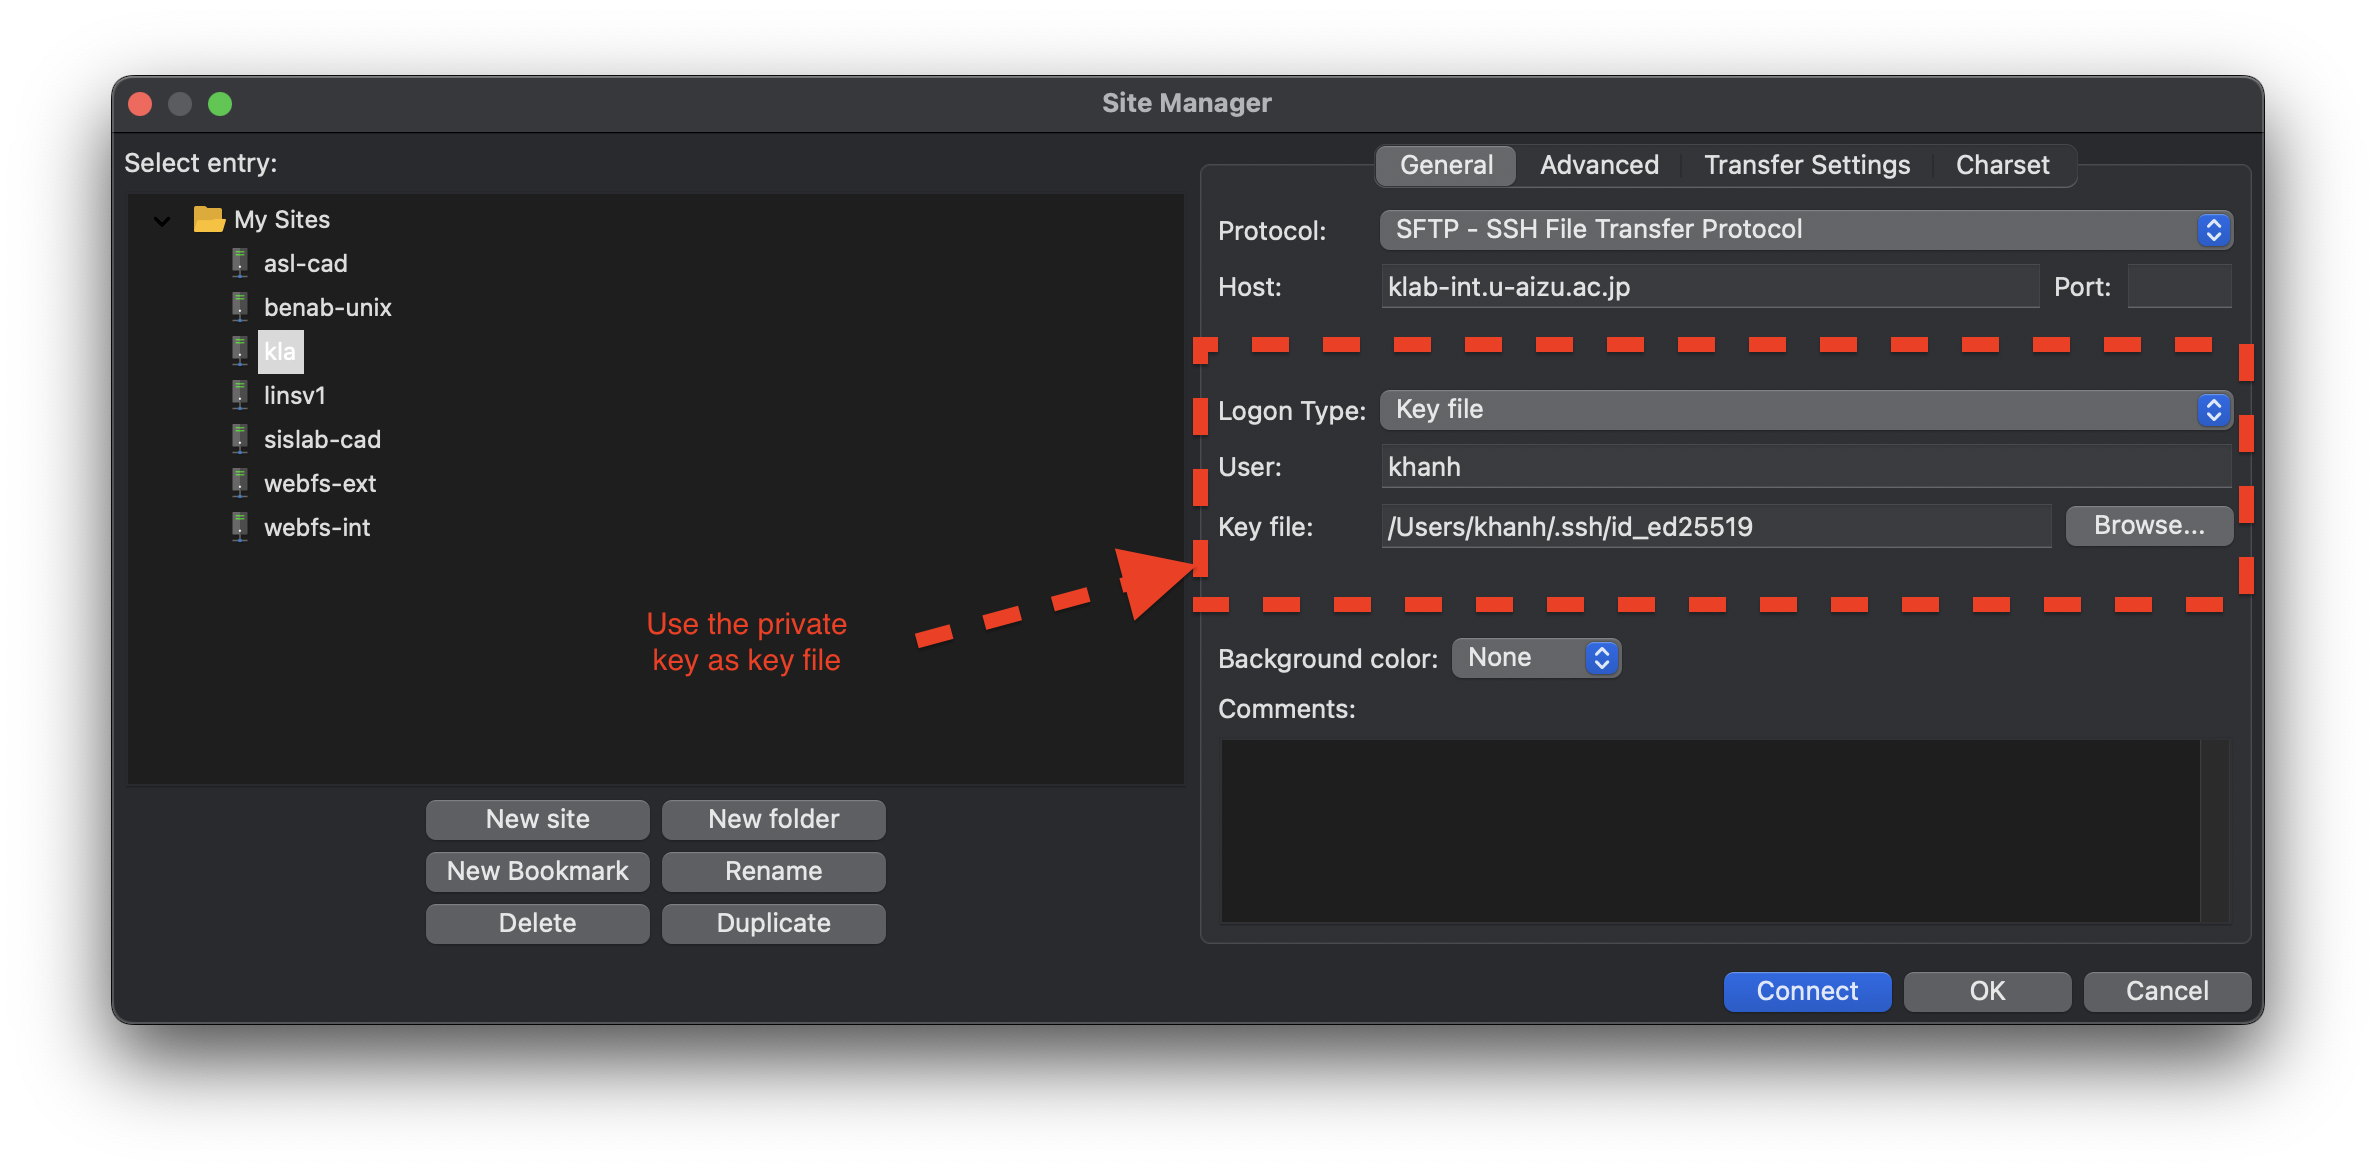 Site Manager
Select entry:
My Sites
asl-cad
benab-unix
kla
linsv1
sislab-cad
webfs-ext
webfs-int
Use the private
key as key file
New site
New folder
New Bookmark
Rename
Delete
Duplicate
General
Advanced
Transfer Settings
Charset
Protocol: SFTP - SSH File Transfer Protocol
Host: klab-int.u-aizu.ac.jp Port:
Logon Type: Key file
User: khanh
Key file: /Users/khanh/.ssh/id_ed25519 Browse...
Background color: None
Comments:
Connect
OK
Cancel